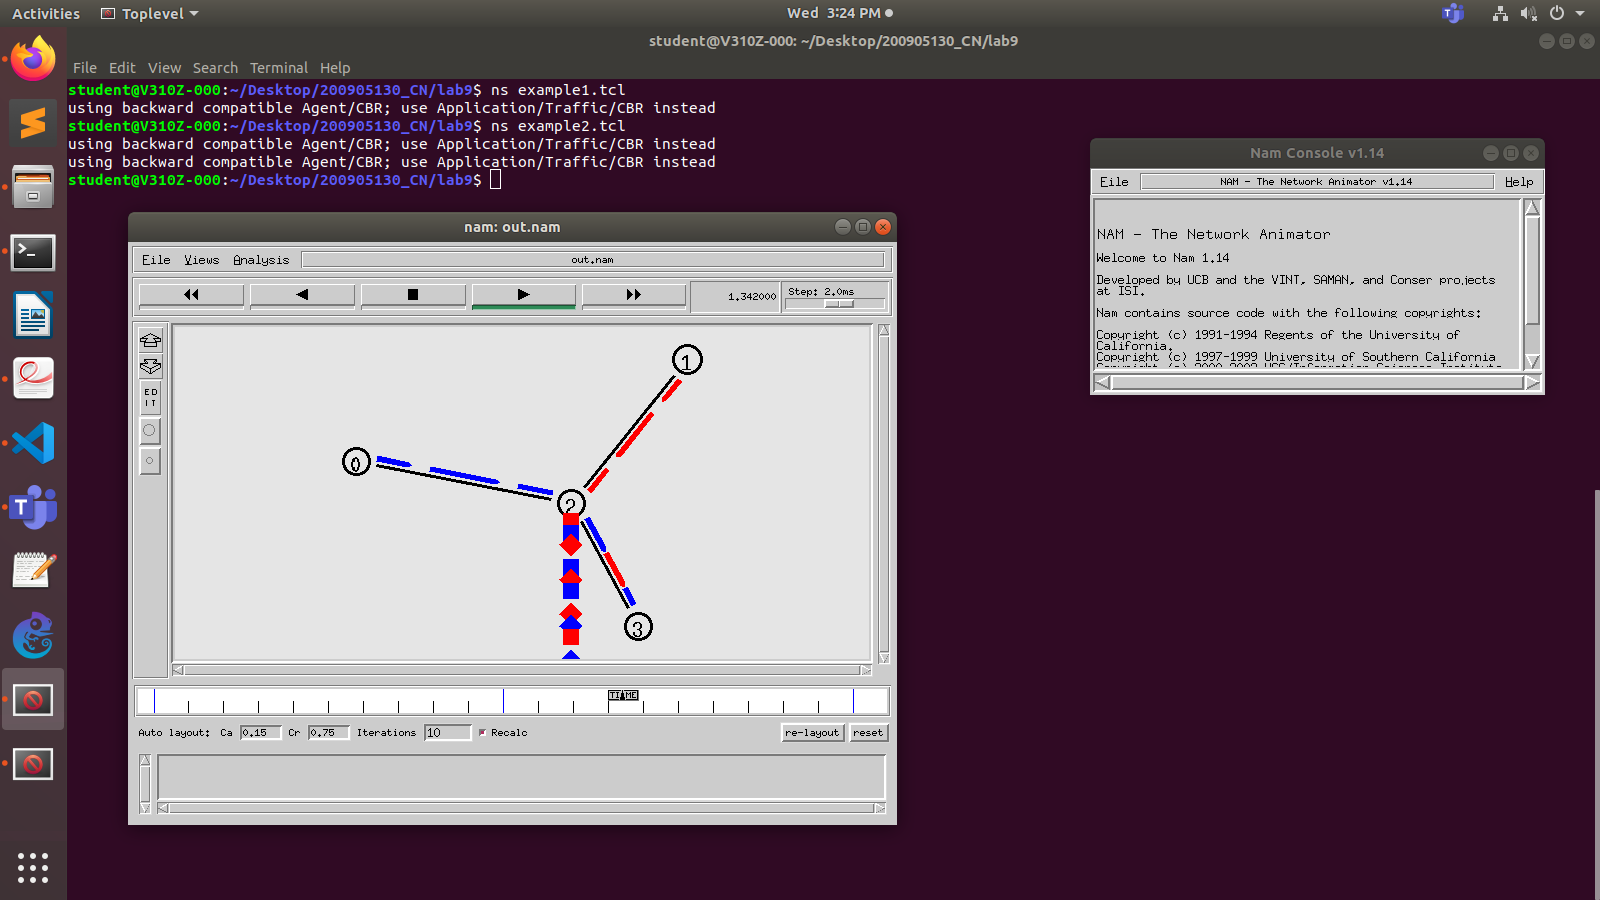 Activities Toplevel Wed 3:24 PM
student@V310Z-000: ~/Desktop/200905130_CN/lab9
File Edit View Search Terminal Help
student@V310Z-000:~/Desktop/200905130_CN/lab9$ ns example1.tcl
using backward compatible Agent/CBR; use Application/Traffic/CBR instead
student@V310Z-000:~/Desktop/200905130_CN/lab9$ ns example2.tcl
using backward compatible Agent/CBR; use Application/Traffic/CBR instead
using backward compatible Agent/CBR; use Application/Traffic/CBR instead
student@V310Z-000:~/Desktop/200905130_CN/lab9$
nam: out.nam
File Views Analysis out.nam
1.342000 Step: 2.0ms
ED
IT
1
0
2
3
TIME
Auto layout: Ca 0.15 Cr 0.75 Iterations 10 Recalc re-layout reset
Nam Console v1.14
File NAM - The Network Animator v1.14 Help
NAM - The Network Animator
Welcome to Nam 1.14
Developed by UCB and the VINT, SAMAN, and Conser projects
at ISI.
Nam contains source code with the following copyrights:
Copyright (c) 1991-1994 Regents of the University of
California.
Copyright (c) 1997-1999 University of Southern California